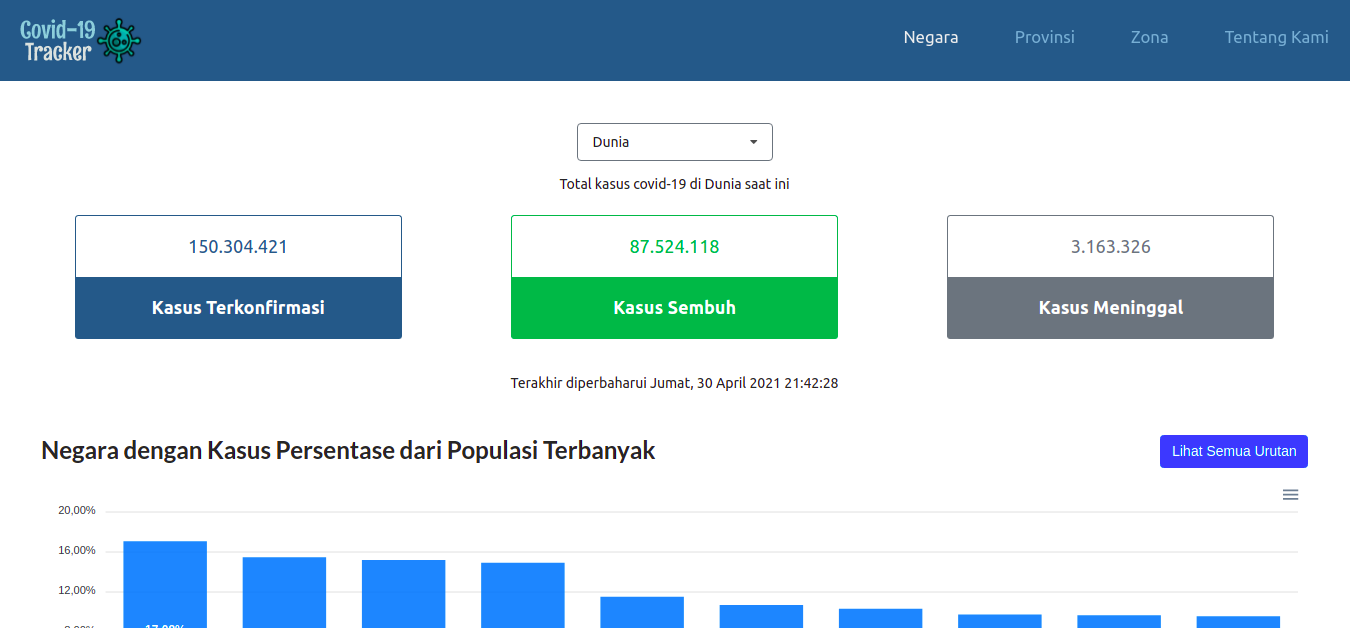 Covid-19
Tracker
Negara Provinsi Zona Tentang Kami
Dunia
Total kasus covid-19 di Dunia saat ini
150.304.421 87.524.118 3.163.326
Kasus Terkonfirmasi Kasus Sembuh Kasus Meninggal
Terakhir diperbaharui Jumat, 30 April 2021 21:42:28
Negara dengan Kasus Persentase dari Populasi Terbanyak
Lihat Semua Urutan
20,00%
16,00%
12,00%